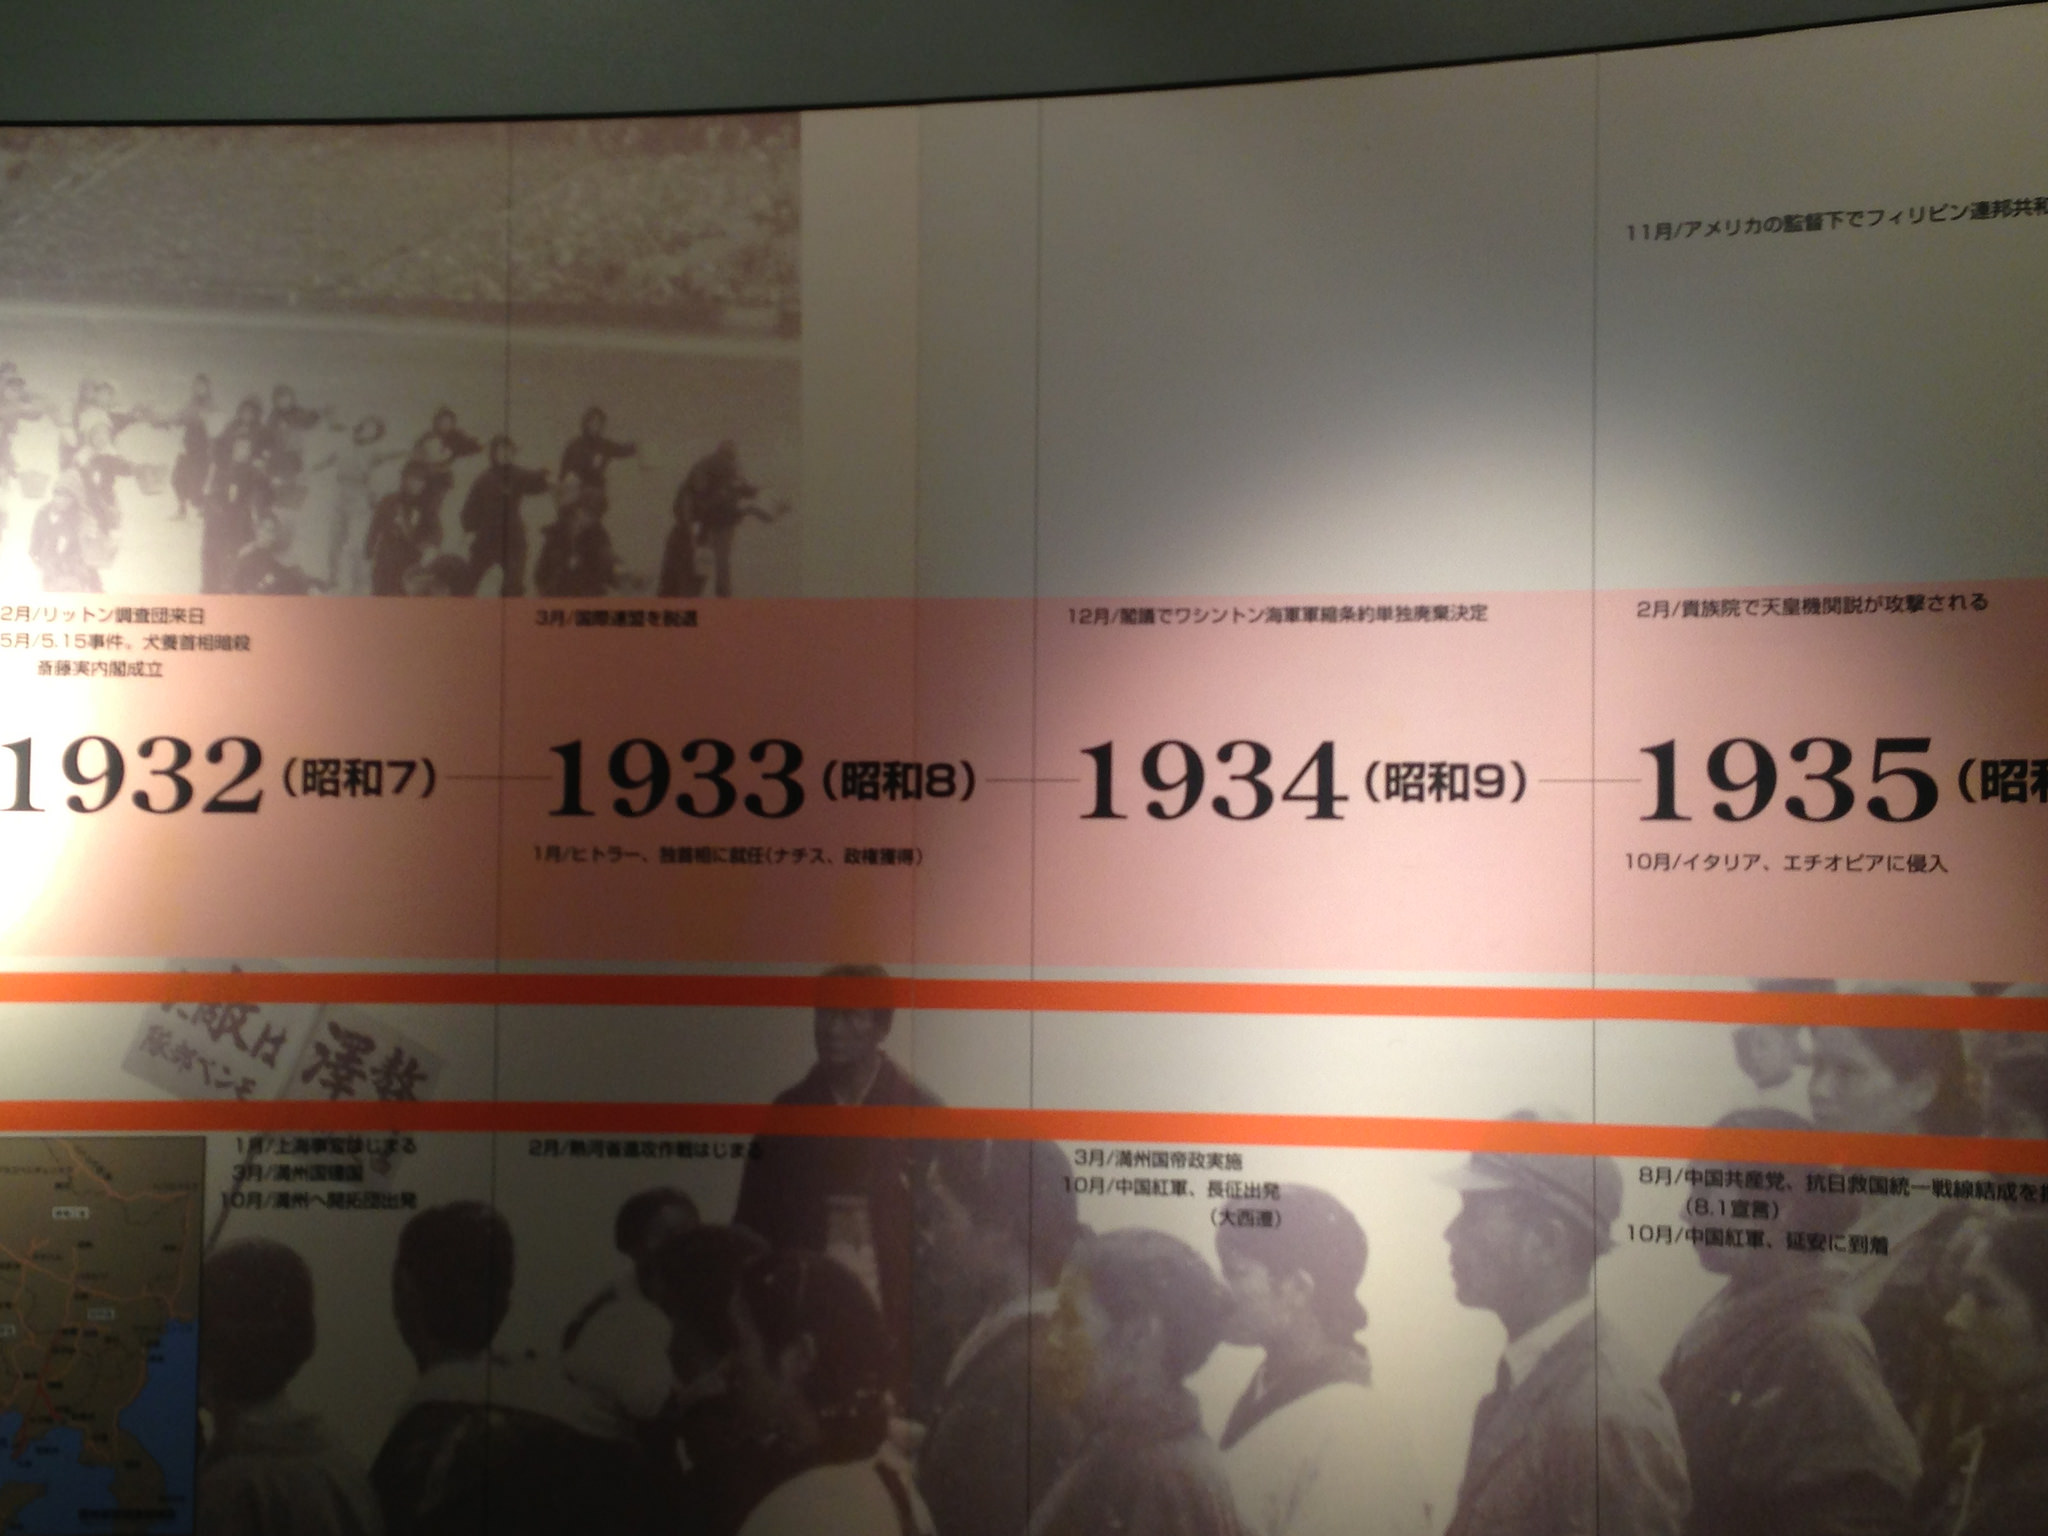 11月/アメリカの監督下でフィリピン連邦共和
2月/リットン調査団来日
5月/5.15事件。犬養首相暗殺
斎藤実内閣成立
3月/国際連盟を脱退
12月/閣議でワシントン海軍軍縮条約単独廃棄決定
2月/貴族院で天皇機関説が攻撃される
1932(昭和7)
1933(昭和8)
1934(昭和9)
1935(昭和
1月/ヒトラー、独首相に就任(ナチス、政権獲得)
10月/イタリア、エチオピアに侵入
敵は
澤教
1月/上海事変はじまる
3月/満州国建国
10月/満州へ開拓団出発
2月/熱河省進攻作戦はじまる
3月/満州国帝政実施
10月/中国紅軍、長征出発
(大西遷)
8月/中国共産党、抗日救国統一戦線結成を
(8.1宣言)
10月/中国紅軍、延安に到着